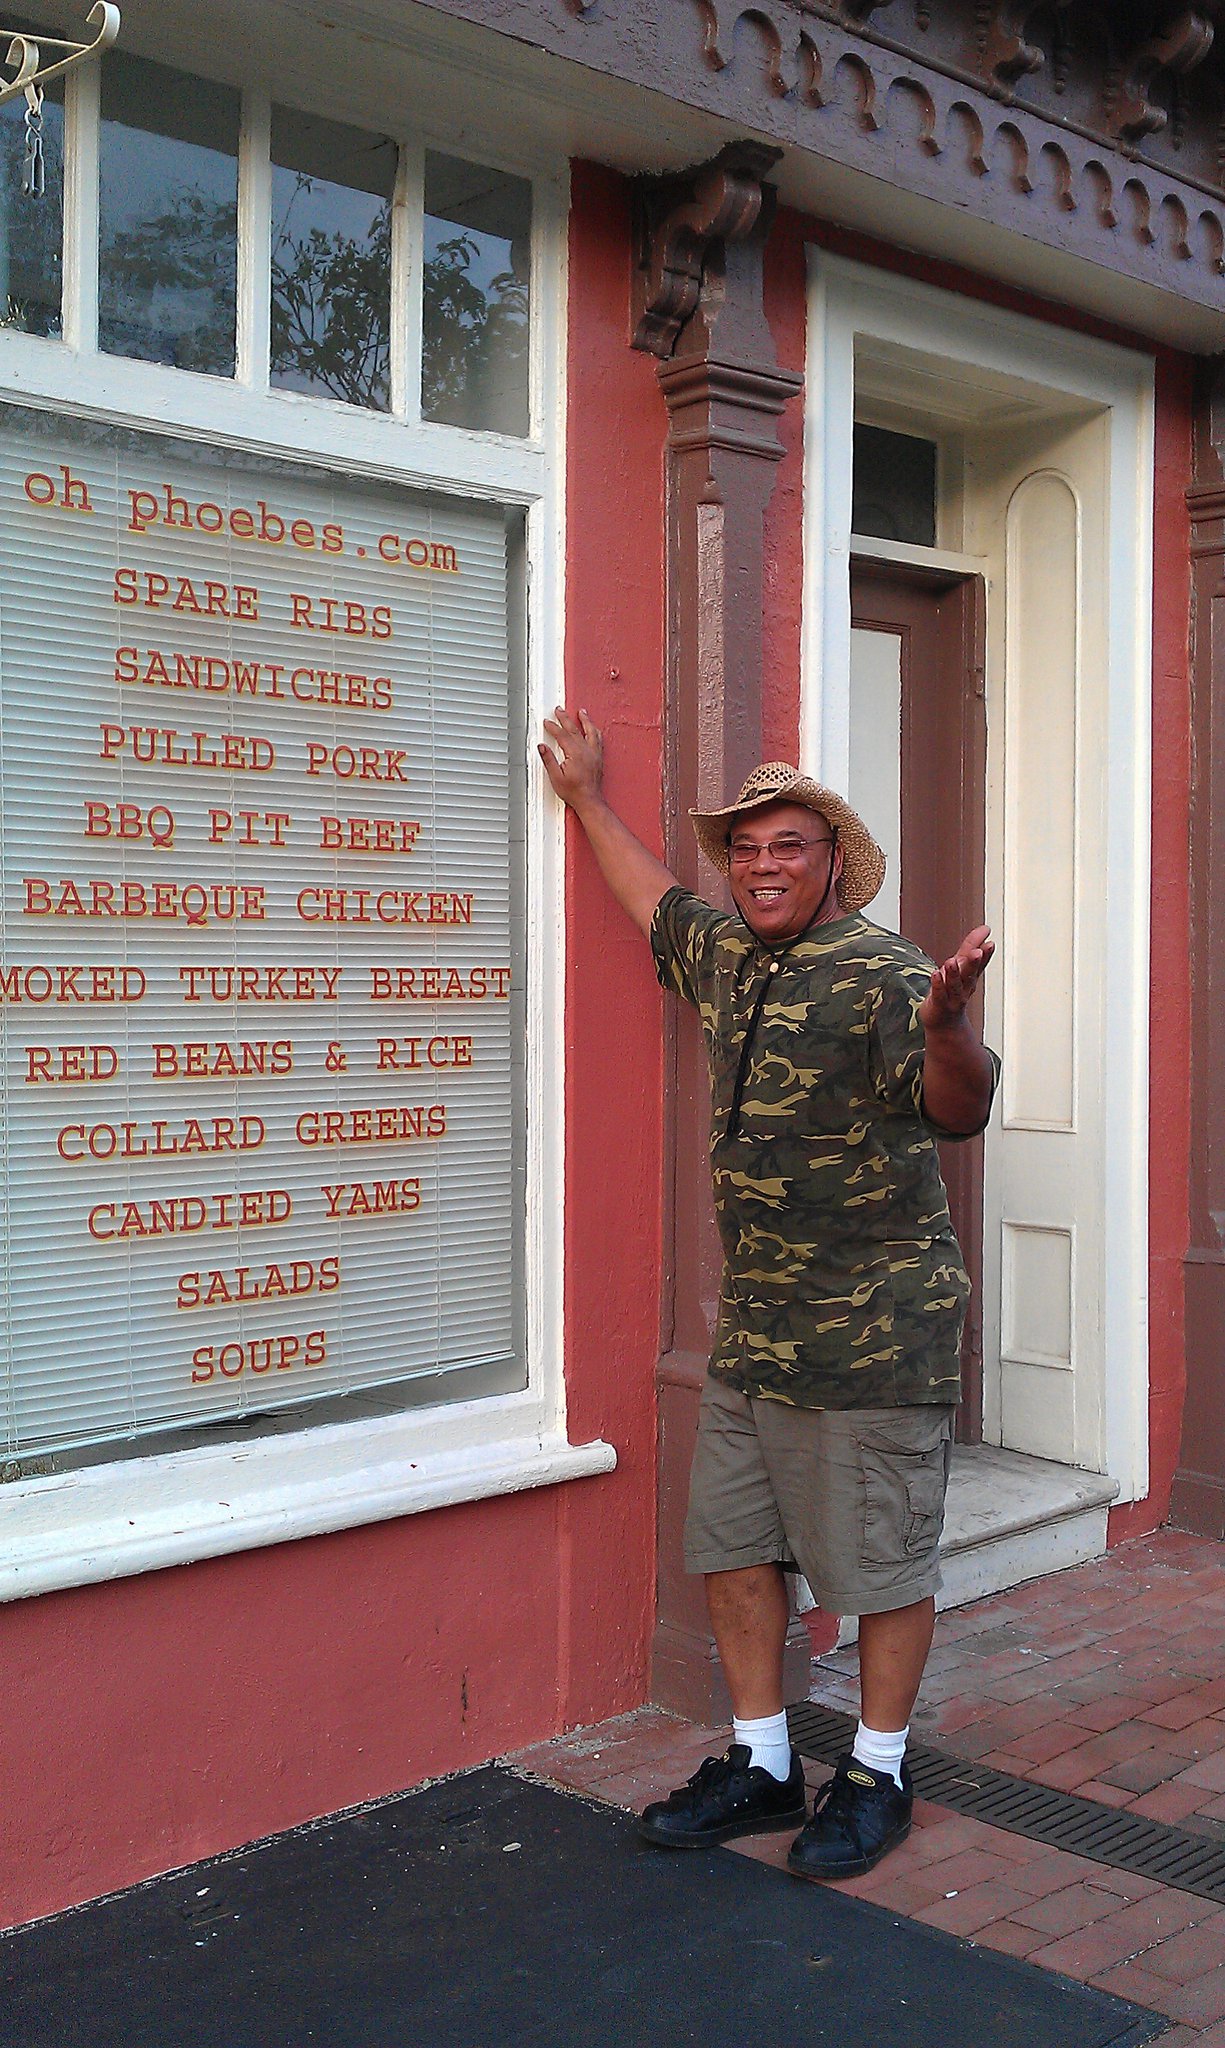 oh phoebes.com
SPARE RIBS
SANDWICHES
PULLED PORK
BBQ PIT BEEF
BARBEQUE CHICKEN
MOKED TURKEY BREAST
RED BEANS & RICE
COLLARD GREENS
CANDIED YAMS
SALADS
SOUPS